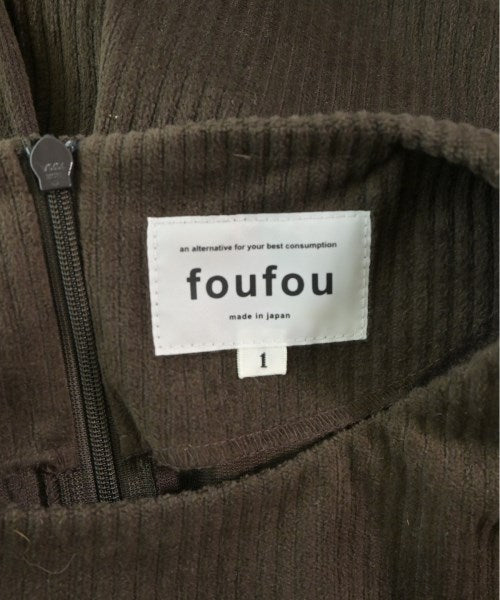 an alternative for your best consumption
foufou
made in japan
1